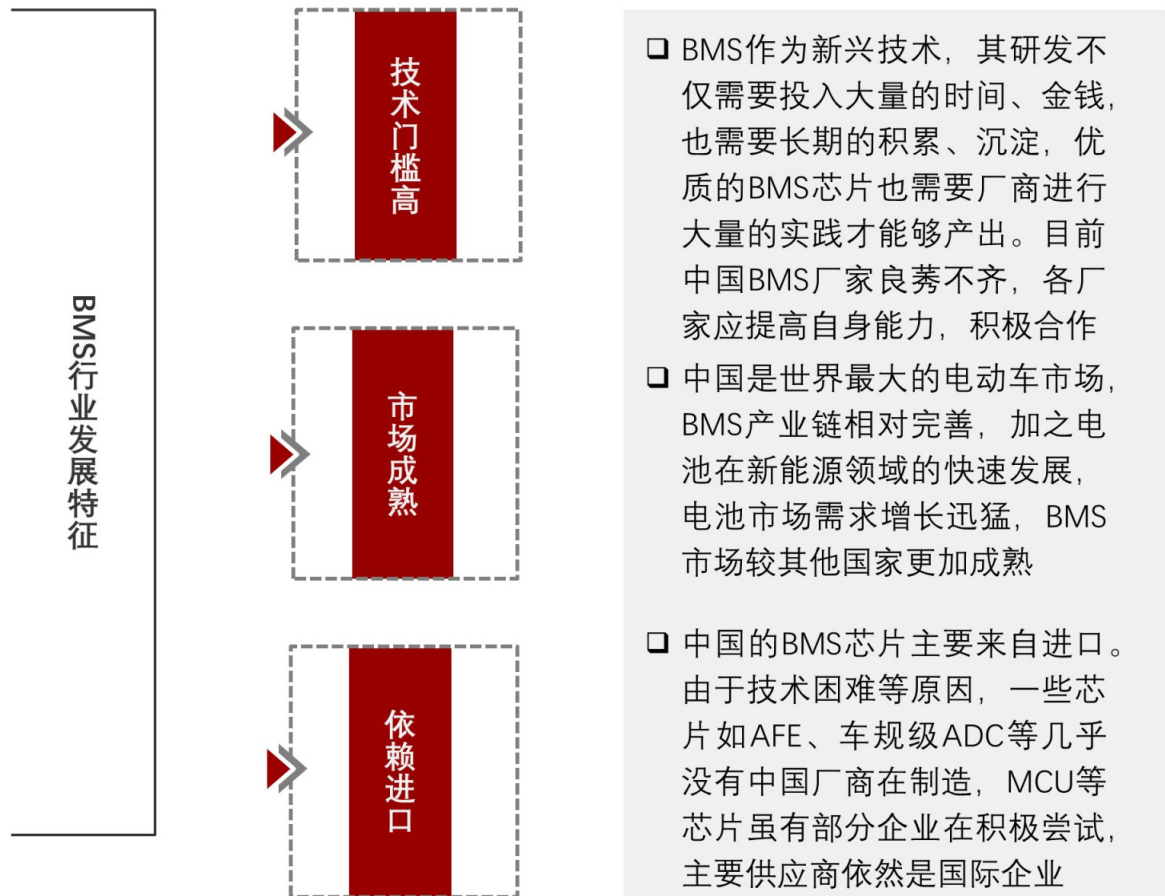 BMS行业发展特征
技术门槛高
BMS作为新兴技术，其研发不
仅需要投入大量的时间、金钱，
也需要长期的积累、沉淀，优
质的BMS芯片也需要厂商进行
大量的实践才能够产出。目前
中国BMS厂家良莠不齐，各厂
家应提高自身能力，积极合作
市场成熟
中国是世界最大的电动车市场，
BMS产业链相对完善，加之电
池在新能源领域的快速发展，
电池市场需求增长迅猛，BMS
市场较其他国家更加成熟
依赖进口
中国的BMS芯片主要来自进口。
由于技术困难等原因，一些芯
片如AFE、车规级ADC等几乎
没有中国厂商在制造，MCU等
芯片虽有部分企业在积极尝试，
主要供应商依然是国际企业